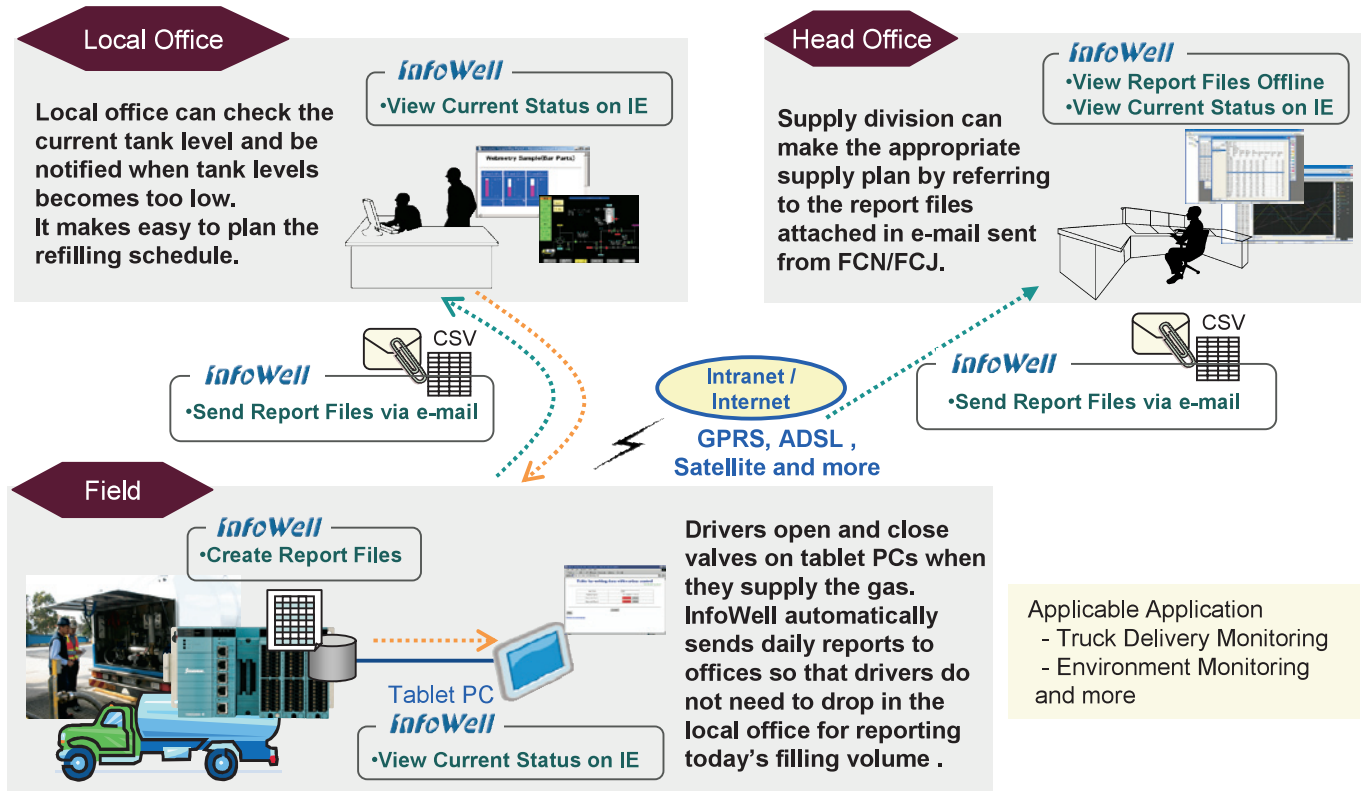 Local Office
InfoWell
•View Current Status on IE
Local office can check the
current tank level and be
notified when tank levels
becomes too low.
It makes easy to plan the
refilling schedule.
Webmetry Sample(Bar Parts)
Head Office
InfoWell
•View Report Files Offline
•View Current Status on IE
Supply division can
make the appropriate
supply plan by referring
to the report files
attached in e-mail sent
from FCN/FCJ.
CSV
InfoWell
•Send Report Files via e-mail
Intranet /
Internet
GPRS, ADSL ,
Satellite and more
CSV
InfoWell
•Send Report Files via e-mail
Field
InfoWell
•Create Report Files
Tablet PC
InfoWell
•View Current Status on IE
Drivers open and close
valves on tablet PCs when
they supply the gas.
InfoWell automatically
sends daily reports to
offices so that drivers do
not need to drop in the
local office for reporting
today's filling volume .
Applicable Application
- Truck Delivery Monitoring
- Environment Monitoring
and more